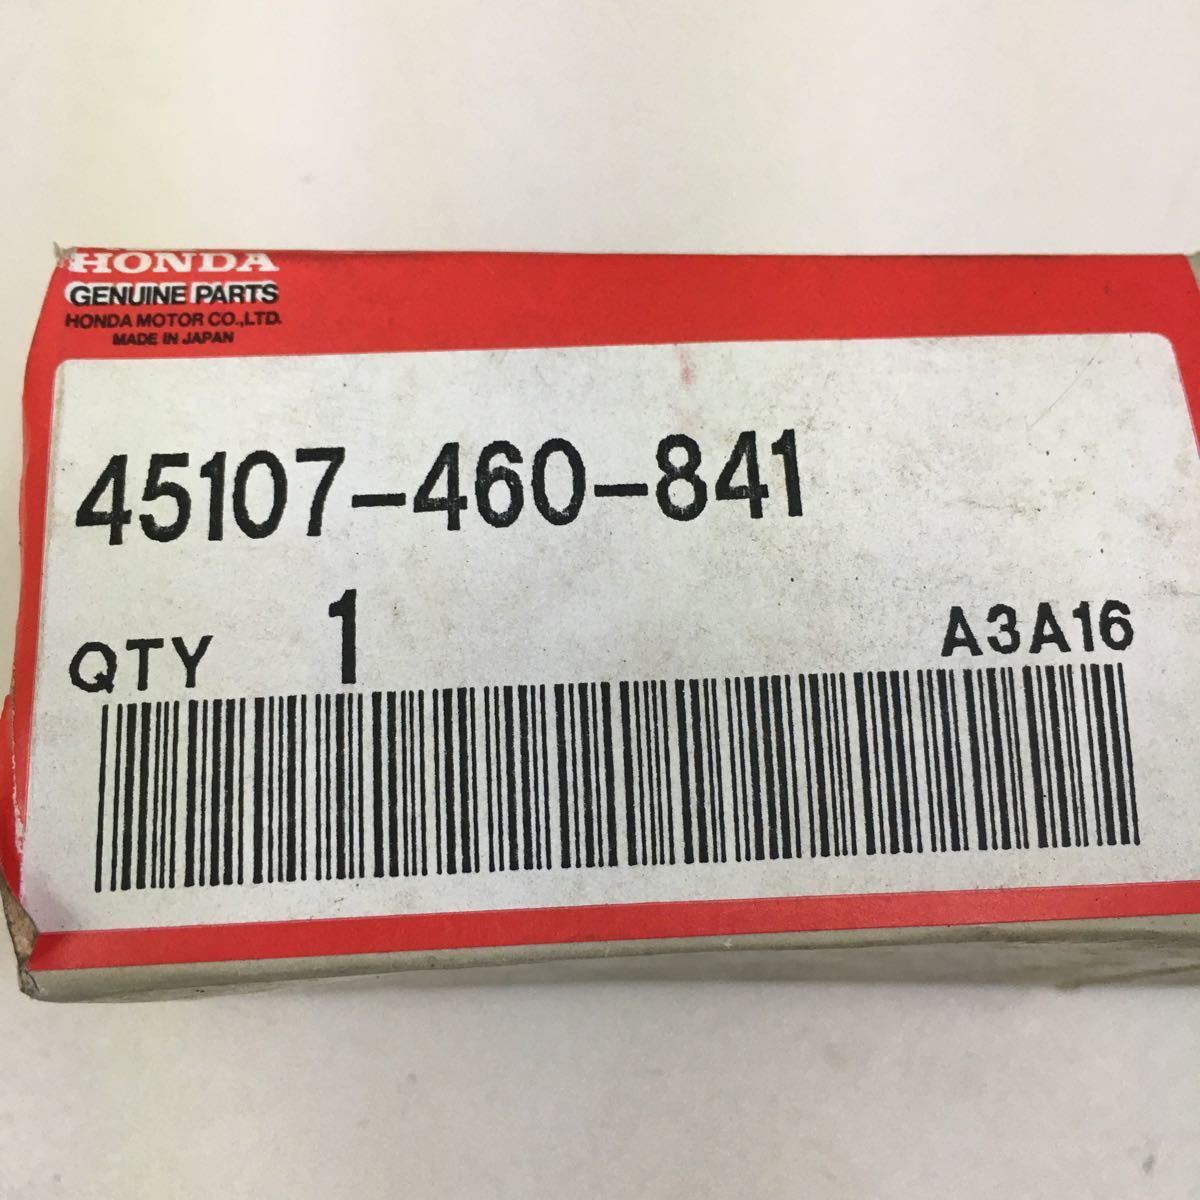 HONDA
GENUINE PARTS
HONDA MOTOR CO.,LTD.
MADE IN JAPAN
45107-460-841
QTY 1 A3A16